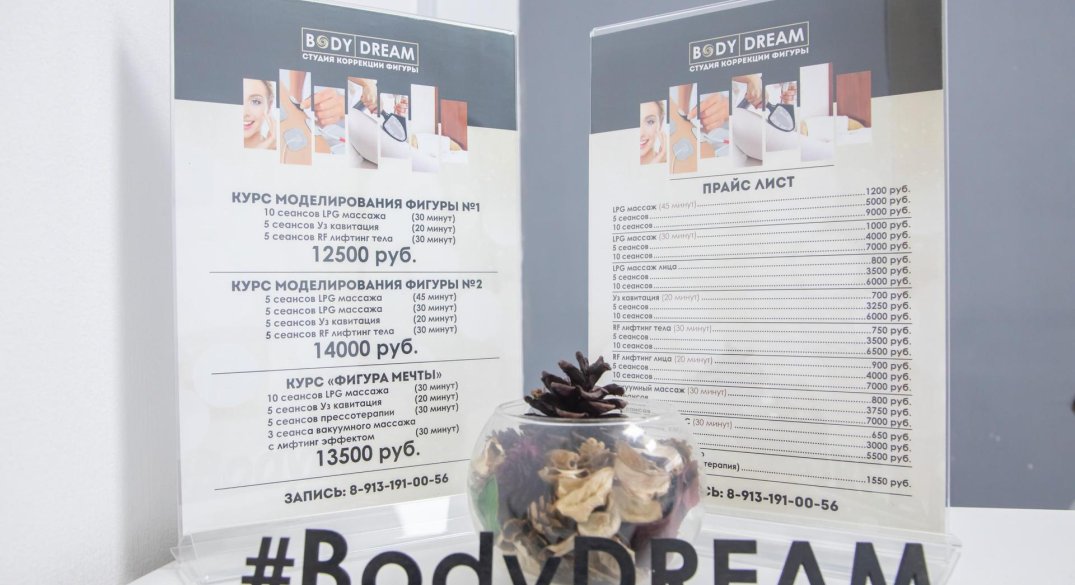 BODY DREAM
СТУДИЯ КОРРЕКЦИИ ФИГУРЫ
КУРС МОДЕЛИРОВАНИЯ ФИГУРЫ №1
10 сеансов LPG массажа (30 минут)
5 сеансов Уз кавитация (20 минут)
5 сеансов RF лифтинг тела (30 минут)
12500 руб.
КУРС МОДЕЛИРОВАНИЯ ФИГУРЫ №2
5 сеансов LPG массажа (45 минут)
5 сеансов LPG массажа (30 минут)
5 сеансов Уз кавитация (20 минут)
5 сеансов RF лифтинг тела (30 минут)
14000 руб.
КУРС «ФИГУРА МЕЧТЫ»
10 сеансов LPG массажа (30 минут)
5 сеансов Уз кавитация (20 минут)
5 сеансов прессотерапии (30 минут)
3 сеанса вакуумного массажа
с лифтинг эффектом (30 минут)
13500 руб.
ЗАПИСЬ: 8-913-191-00-56
BODY DREAM
СТУДИЯ КОРРЕКЦИИ ФИГУРЫ
ПРАЙС ЛИСТ
LPG массаж (45 минут) 1200 руб.
5 сеансов 5000 руб.
10 сеансов 9000 руб.
LPG массаж (30 минут) 1000 руб.
5 сеансов 4000 руб.
10 сеансов 7000 руб.
LPG массаж лица 800 руб.
5 сеансов 3500 руб.
10 сеансов 6000 руб.
Уз кавитация (20 минут) 700 руб.
5 сеансов 3250 руб.
10 сеансов 6000 руб.
RF лифтинг тела (30 минут) 750 руб.
5 сеансов 3500 руб.
10 сеансов 6500 руб.
RF лифтинг лица (20 минут) 900 руб.
5 сеансов 4000 руб.
10 сеансов 7000 руб.
массаж (30 минут) 800 руб.
3750 руб.
7000 руб.
(30 минут) 650 руб.
3000 руб.
5500 руб.
1550 руб.
8-913-191-00-56
#BodyDREAM